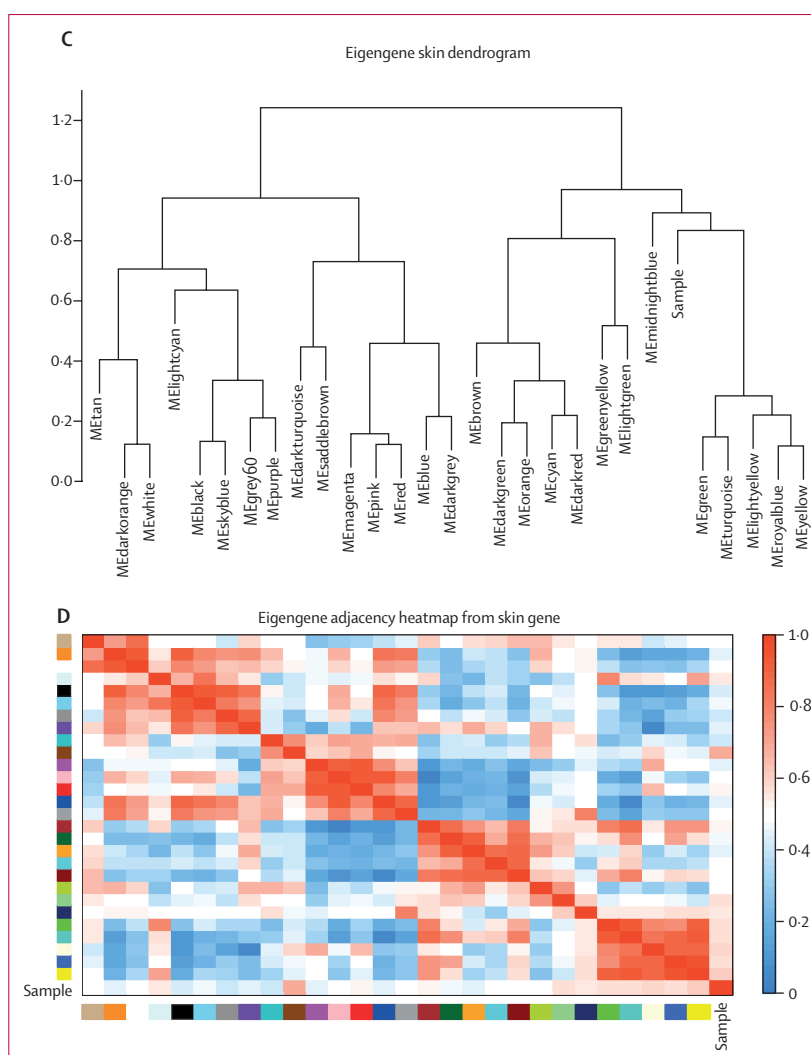 C
Eigengene skin dendrogram
1·2
1·0
0·8
0·6
0·4
0·2
0·0
MEtan
MEdarkorange
MEwhite
MElightcyan
MEblack
MEskyblue
MEgrey60
MEpurple
MEdarkturquoise
MEsaddlebrown
MEmagenta
MEpink
MEred
MEblue
MEdarkgrey
MEbrown
MEdarkgreen
MEorange
MEcyan
MEdarkred
MEgreenyellow
MElightgreen
MEmidnightblue
Sample
MEgreen
MEturquoise
MElightyellow
MEroyalblue
MEyellow
D
Eigengene adjacency heatmap from skin gene
1·0
0·8
0·6
0·4
0·2
0
Sample
Sample